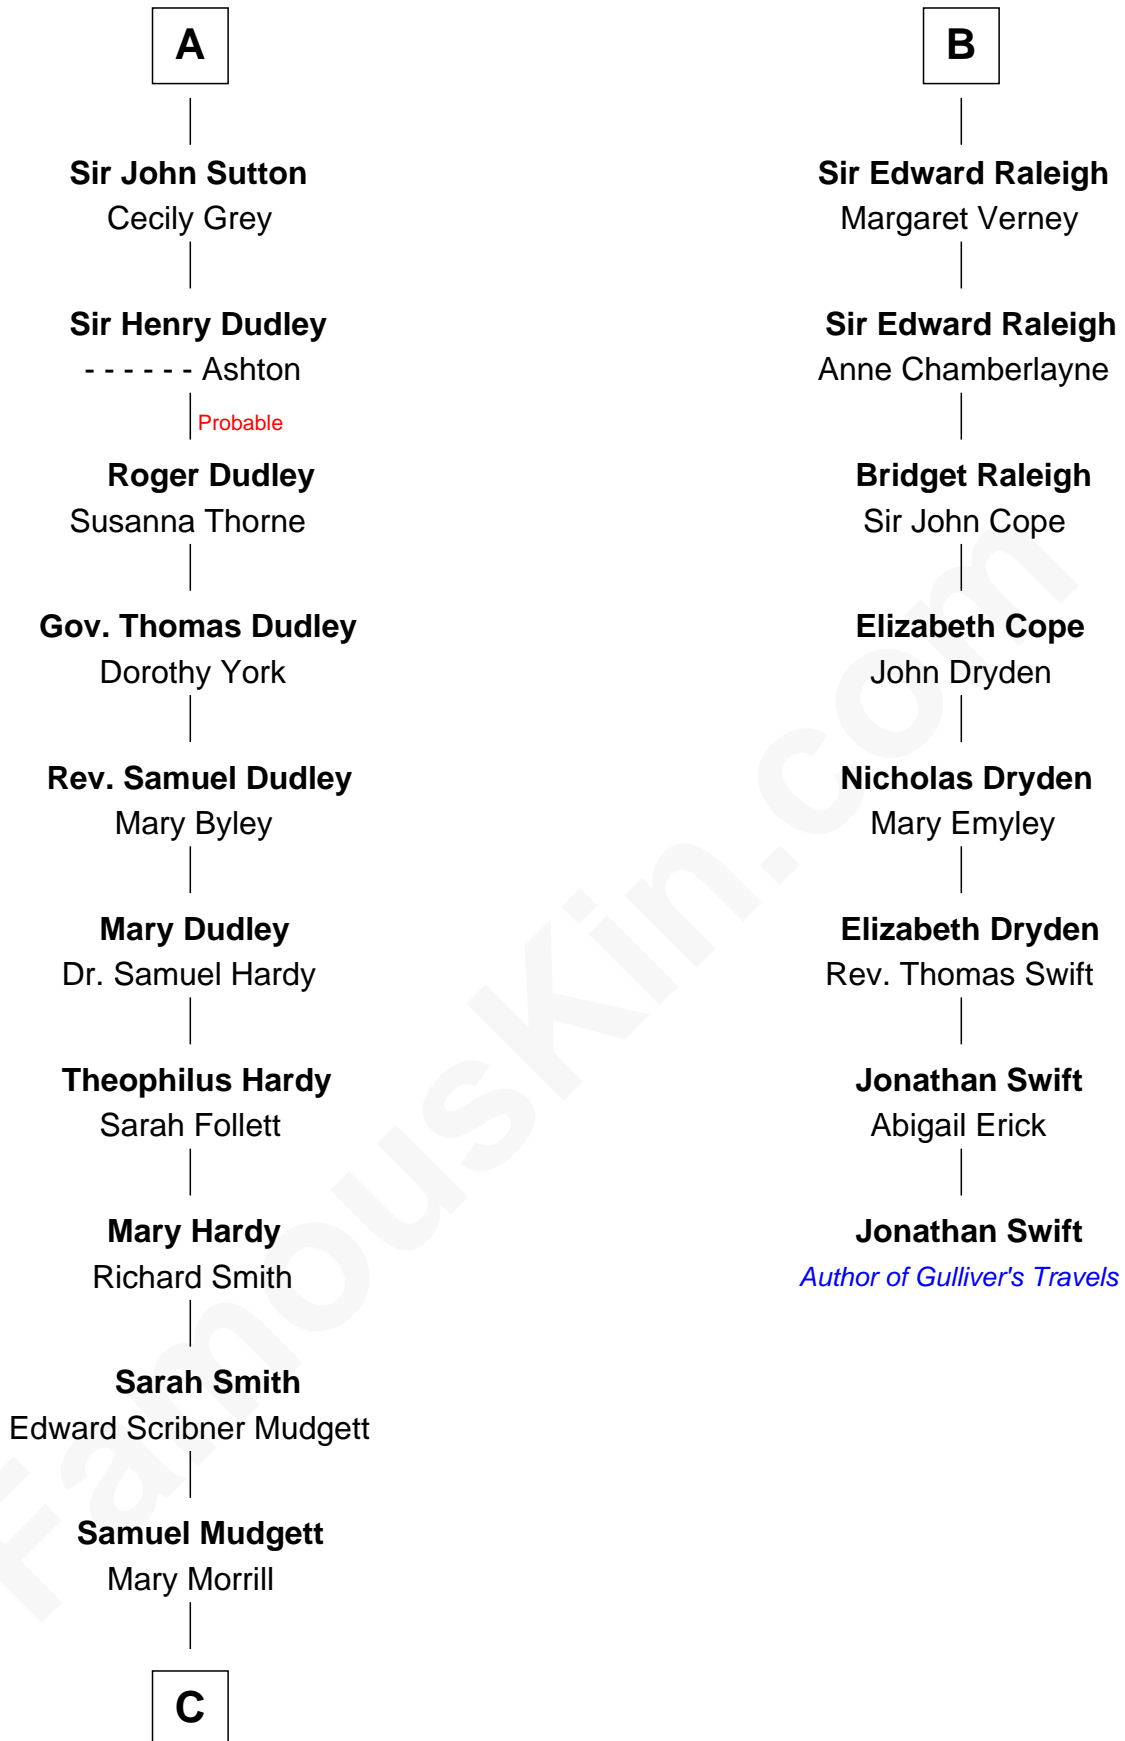 A
Sir John Sutton
Cecily Grey
Sir Henry Dudley
- - - - - - Ashton
Probable
Roger Dudley
Susanna Thorne
Gov. Thomas Dudley
Dorothy York
Rev. Samuel Dudley
Mary Byley
Mary Dudley
Dr. Samuel Hardy
Theophilus Hardy
Sarah Follett
Mary Hardy
Richard Smith
Sarah Smith
Edward Scribner Mudgett
Samuel Mudgett
Mary Morrill
C
B
Sir Edward Raleigh
Margaret Verney
Sir Edward Raleigh
Anne Chamberlayne
Bridget Raleigh
Sir John Cope
Elizabeth Cope
John Dryden
Nicholas Dryden
Mary Emyley
Elizabeth Dryden
Rev. Thomas Swift
Jonathan Swift
Abigail Erick
Jonathan Swift
Author of Gulliver's Travels
FamousKin.com